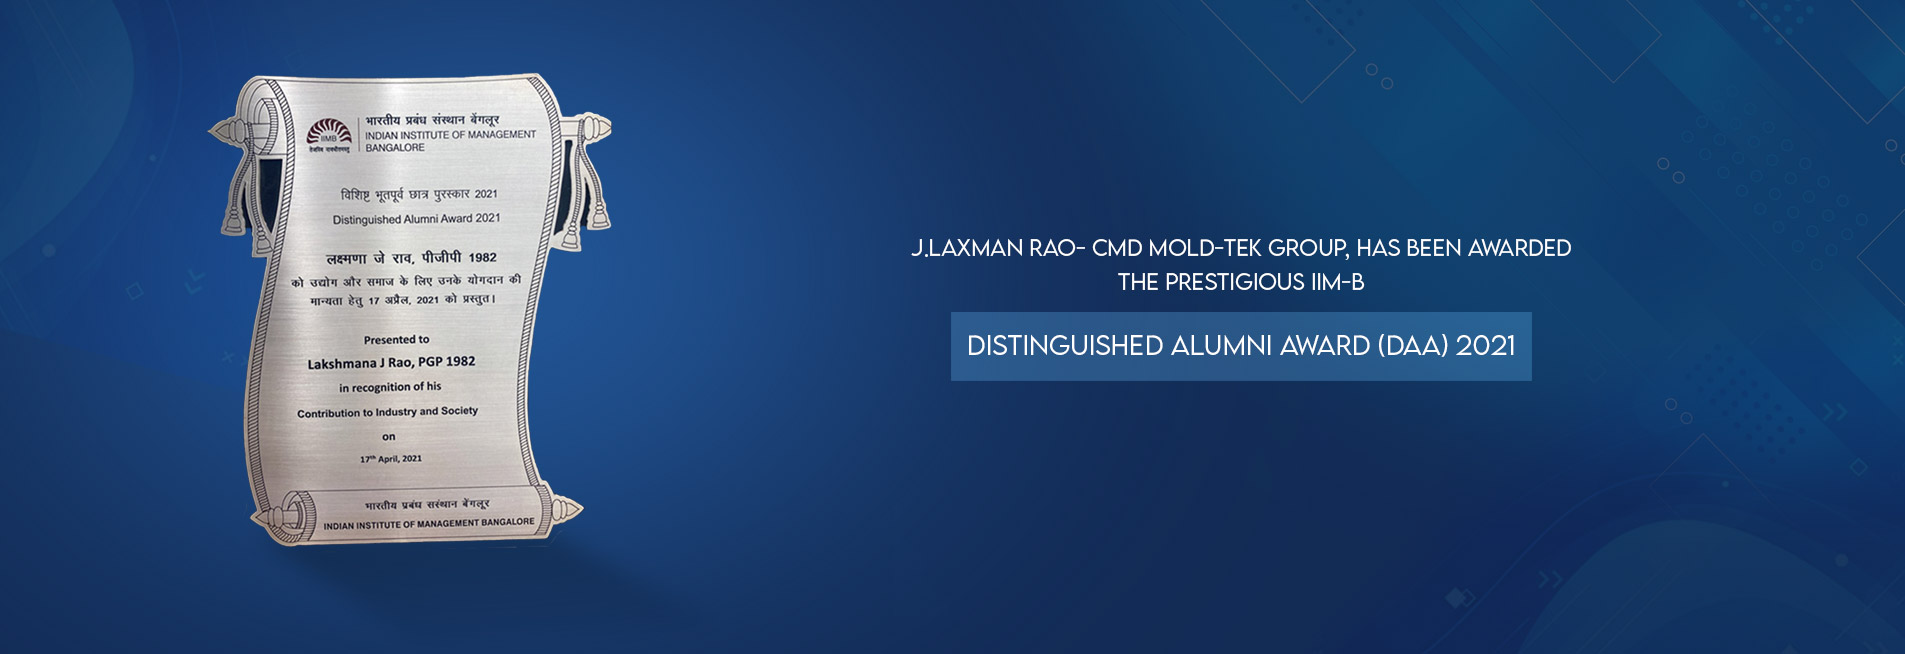 IIMB
भारतीय प्रबंध संस्थान बेंगलूर
INDIAN INSTITUTE OF MANAGEMENT
BANGALORE
विशिष्ट भूतपूर्व छात्र पुरस्कार 2021
Distinguished Alumni Award 2021
लक्ष्मणा जे राव, पीजीपी 1982
को उद्योग और समाज के लिए उनके योगदान की
मान्यता हेतु 17 अप्रैल, 2021 को प्रस्तुत।
Presented to
Lakshmana J Rao, PGP 1982
in recognition of his
Contribution to Industry and Society
on
17th April, 2021
भारतीय प्रबंध संस्थान बेंगलूर
INDIAN INSTITUTE OF MANAGEMENT BANGALORE
J.LAXMAN RAO- CMD MOLD-TEK GROUP, HAS BEEN AWARDED
THE PRESTIGIOUS IIM-B
DISTINGUISHED ALUMNI AWARD (DAA) 2021